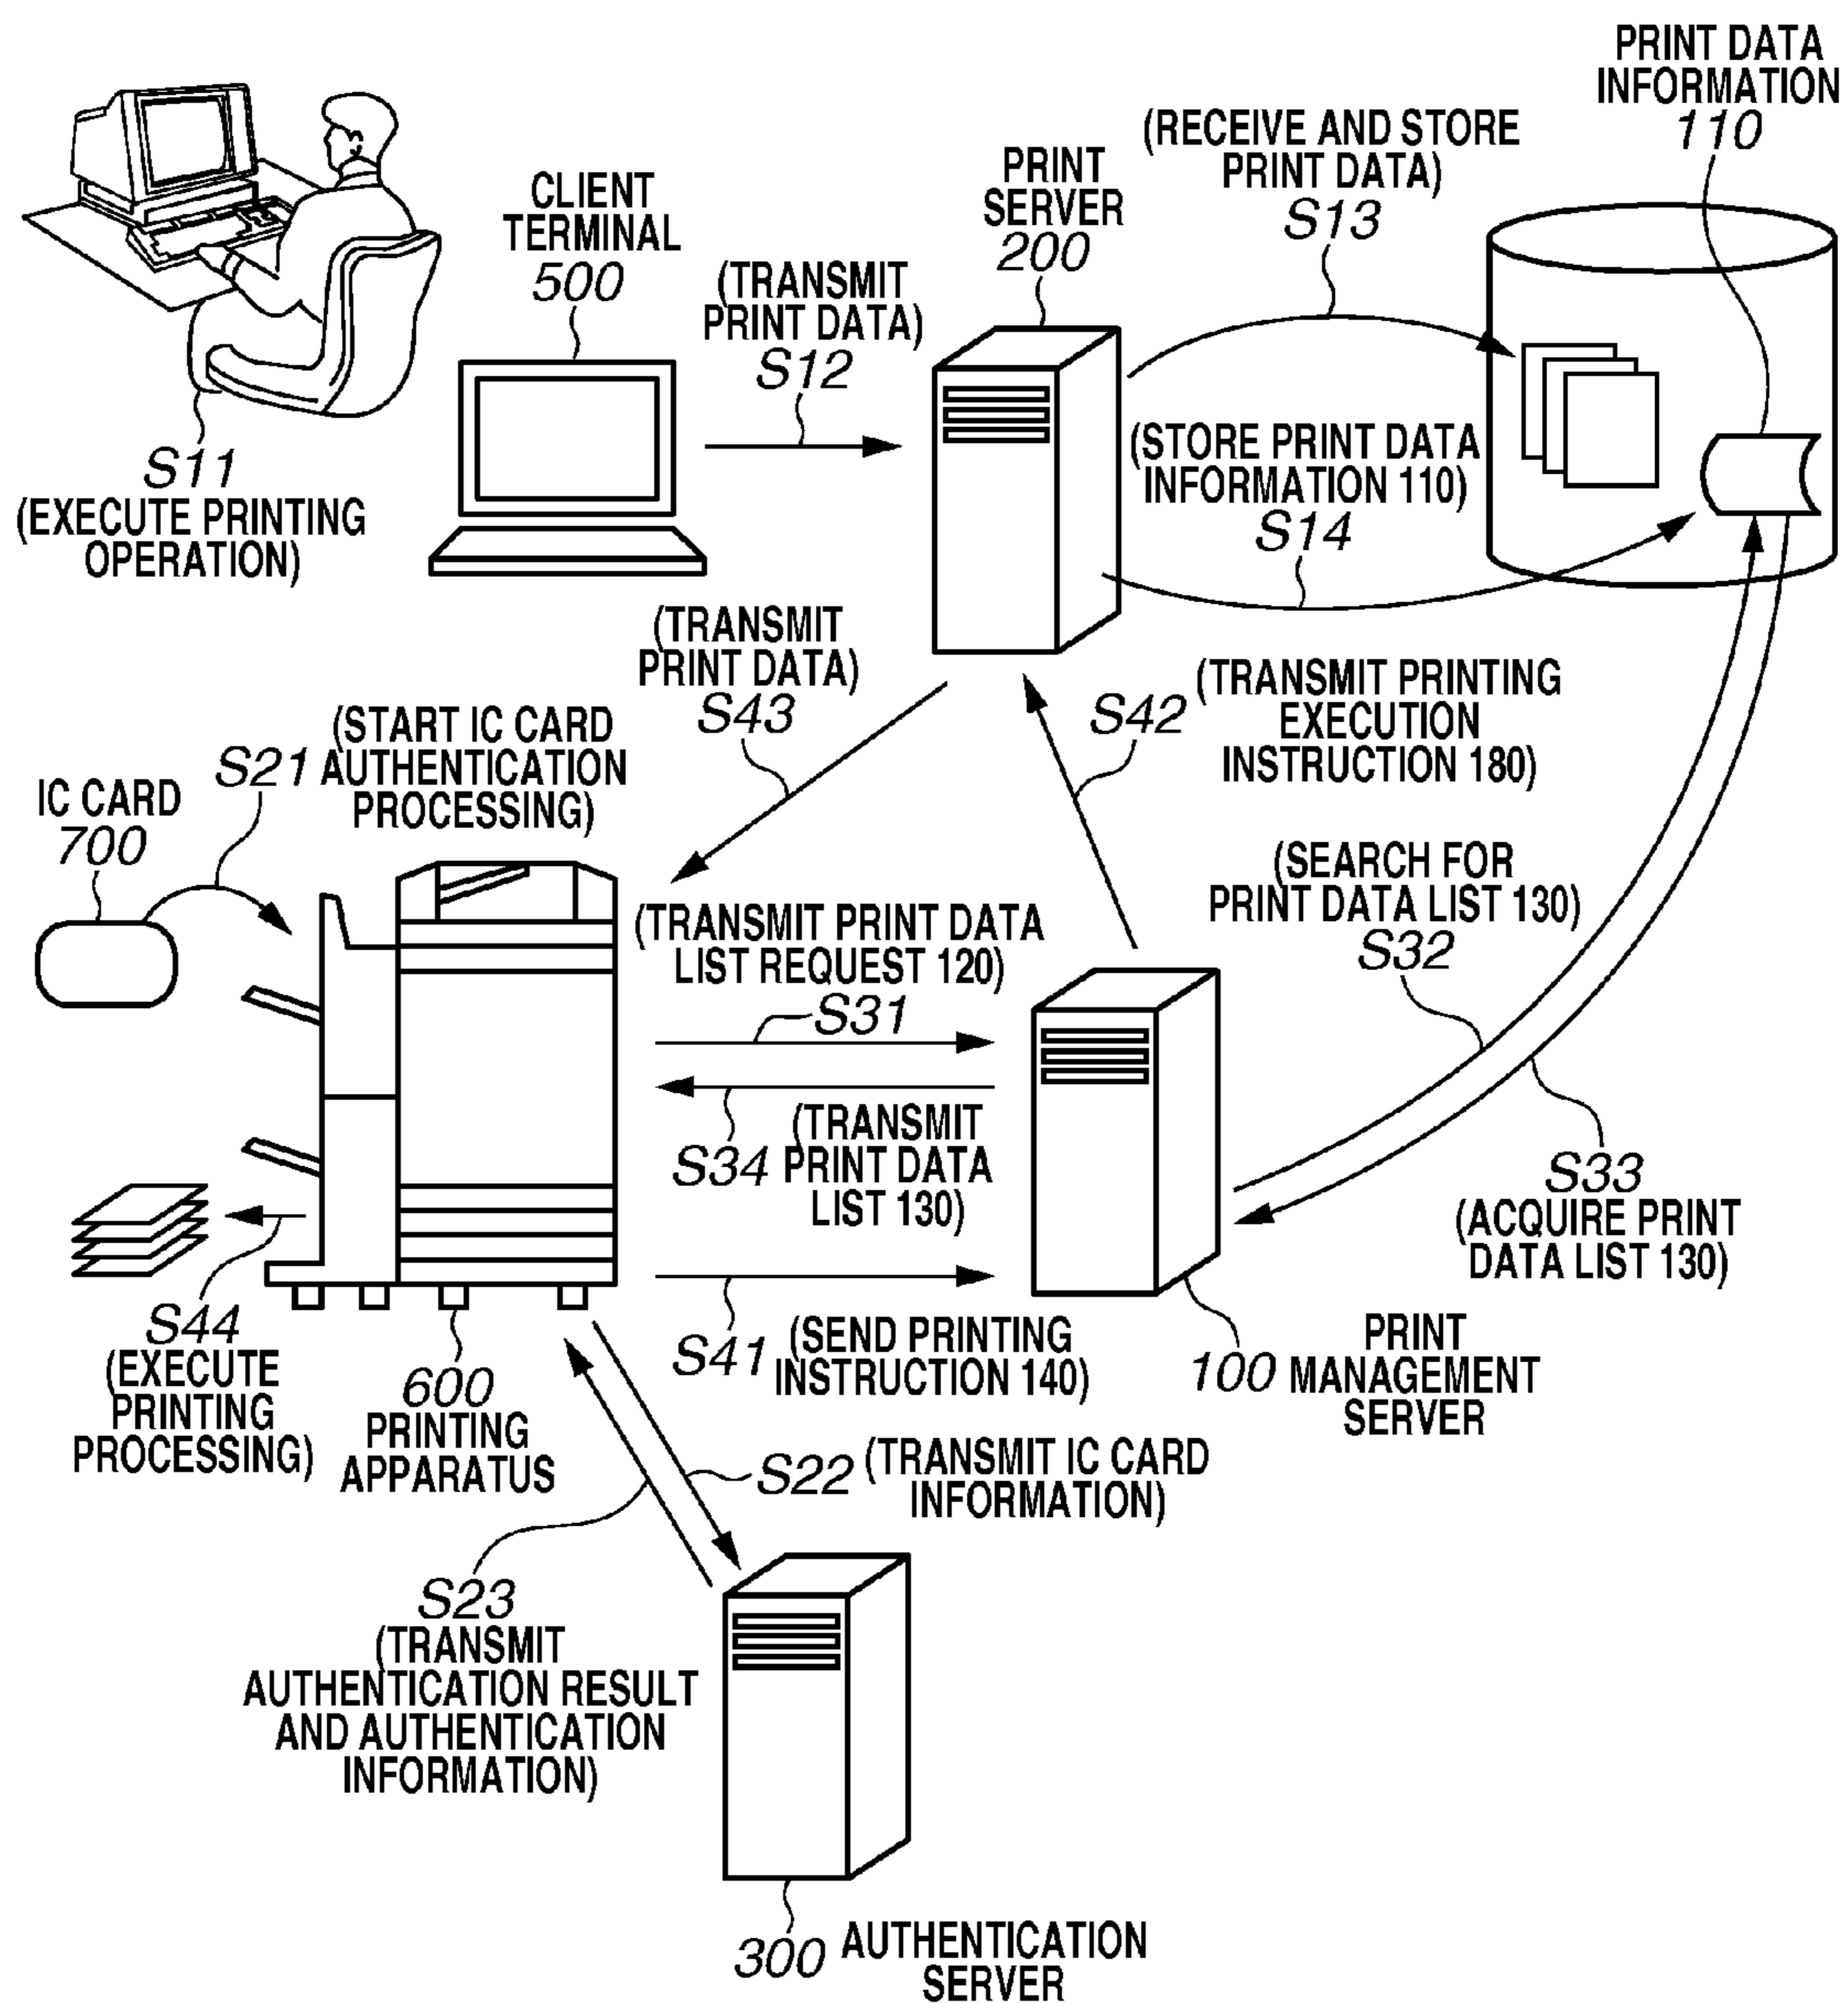 PRINT DATA
INFORMATION
110
(RECEIVE AND STORE
PRINT DATA)
S13
PRINT
SERVER
200
CLIENT
TERMINAL
500
(TRANSMIT
PRINT DATA)
S12
S11
(EXECUTE PRINTING
OPERATION)
(STORE PRINT DATA
INFORMATION 110)
S14
(TRANSMIT
PRINT DATA)
S43
S42
(TRANSMIT PRINTING
EXECUTION
INSTRUCTION 180)
S21
(START IC CARD
AUTHENTICATION
PROCESSING)
IC CARD
700
(SEARCH FOR
PRINT DATA LIST 130)
S32
(TRANSMIT PRINT DATA
LIST REQUEST 120)
S31
S34
(TRANSMIT
PRINT DATA
LIST 130)
S33
(ACQUIRE PRINT
DATA LIST 130)
S44
(EXECUTE
PRINTING
PROCESSING)
600
PRINTING
APPARATUS
S41
(SEND PRINTING
INSTRUCTION 140)
100
PRINT
MANAGEMENT
SERVER
S22
(TRANSMIT IC CARD
INFORMATION)
S23
(TRANSMIT
AUTHENTICATION RESULT
AND AUTHENTICATION
INFORMATION)
300
AUTHENTICATION
SERVER